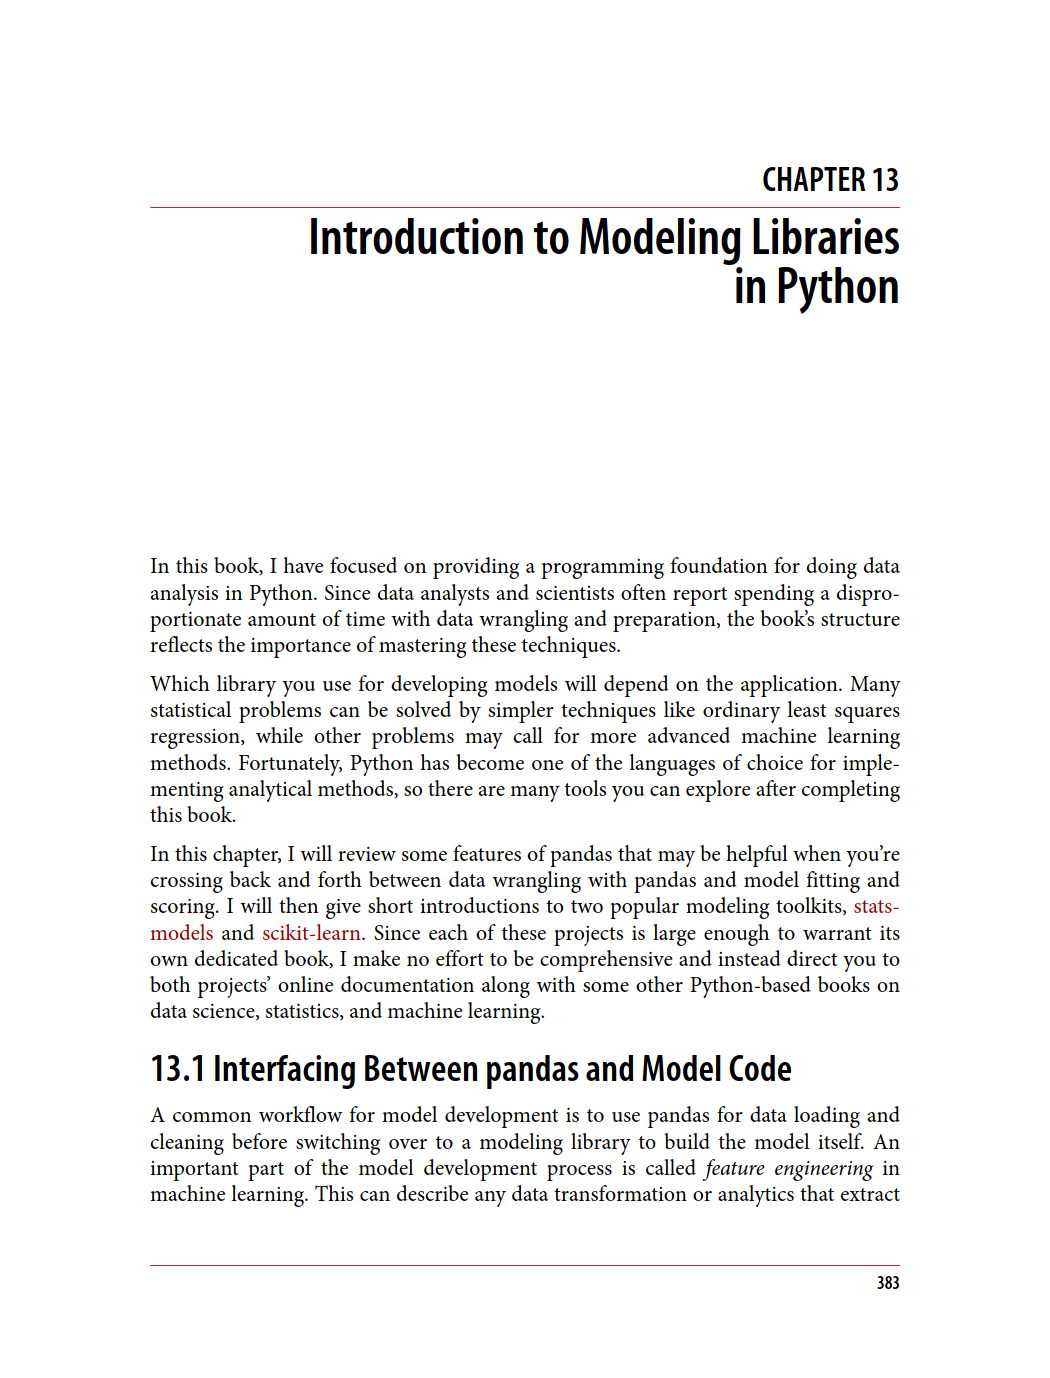 CHAPTER 13
Introduction to Modeling Libraries
in Python
In this book, I have focused on providing a programming foundation for doing data
analysis in Python. Since data analysts and scientists often report spending a dispro-
portionate amount of time with data wrangling and preparation, the book’s structure
reflects the importance of mastering these techniques.
Which library you use for developing models will depend on the application. Many
statistical problems can be solved by simpler techniques like ordinary least squares
regression, while other problems may call for more advanced machine learning
methods. Fortunately, Python has become one of the languages of choice for imple-
menting analytical methods, so there are many tools you can explore after completing
this book.
In this chapter, I will review some features of pandas that may be helpful when you’re
crossing back and forth between data wrangling with pandas and model fitting and
scoring. I will then give short introductions to two popular modeling toolkits, stats-
models and scikit-learn. Since each of these projects is large enough to warrant its
own dedicated book, I make no effort to be comprehensive and instead direct you to
both projects’ online documentation along with some other Python-based books on
data science, statistics, and machine learning.
13.1 Interfacing Between pandas and Model Code
A common workflow for model development is to use pandas for data loading and
cleaning before switching over to a modeling library to build the model itself. An
important part of the model development process is called feature engineering in
machine learning. This can describe any data transformation or analytics that extract
383